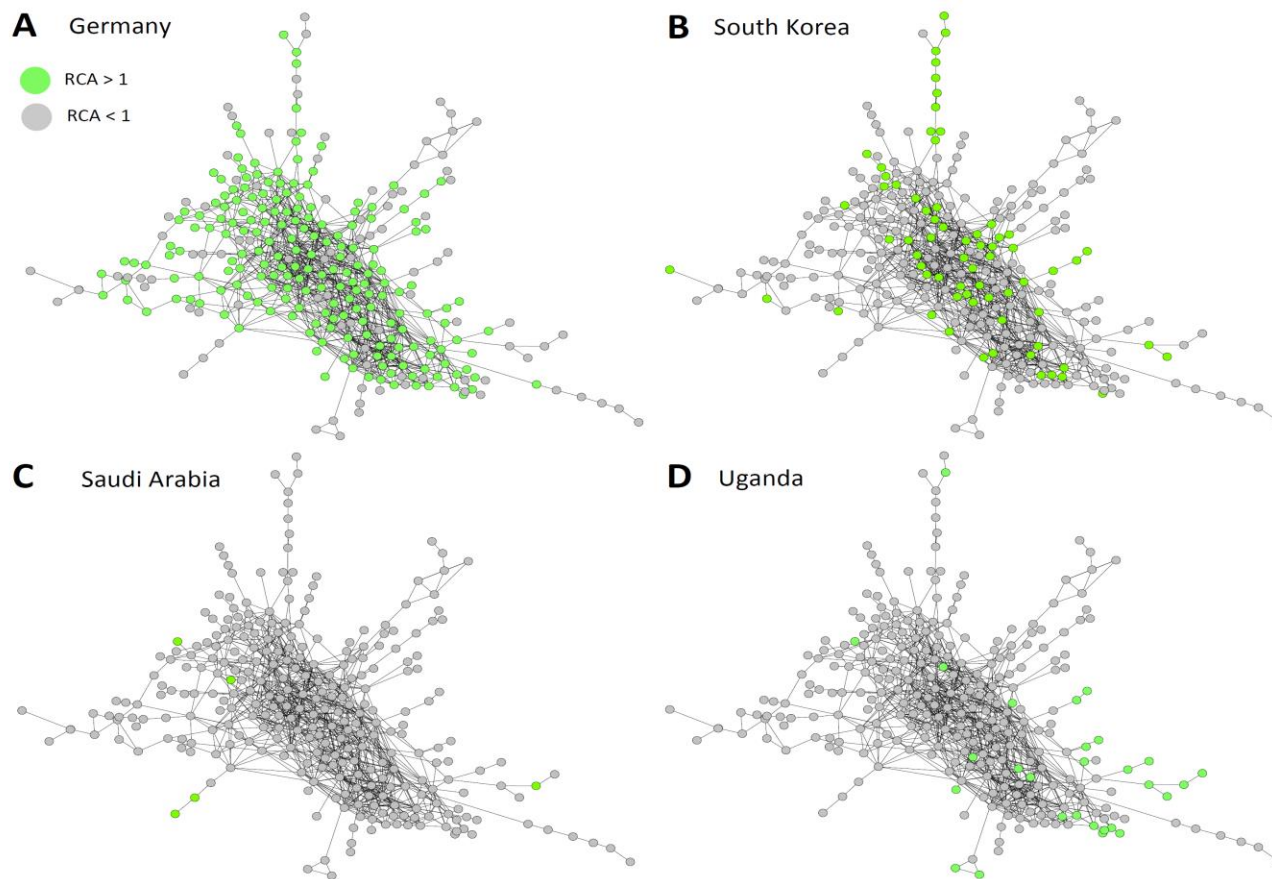 A Germany
RCA > 1
RCA < 1
B South Korea
C Saudi Arabia
D Uganda